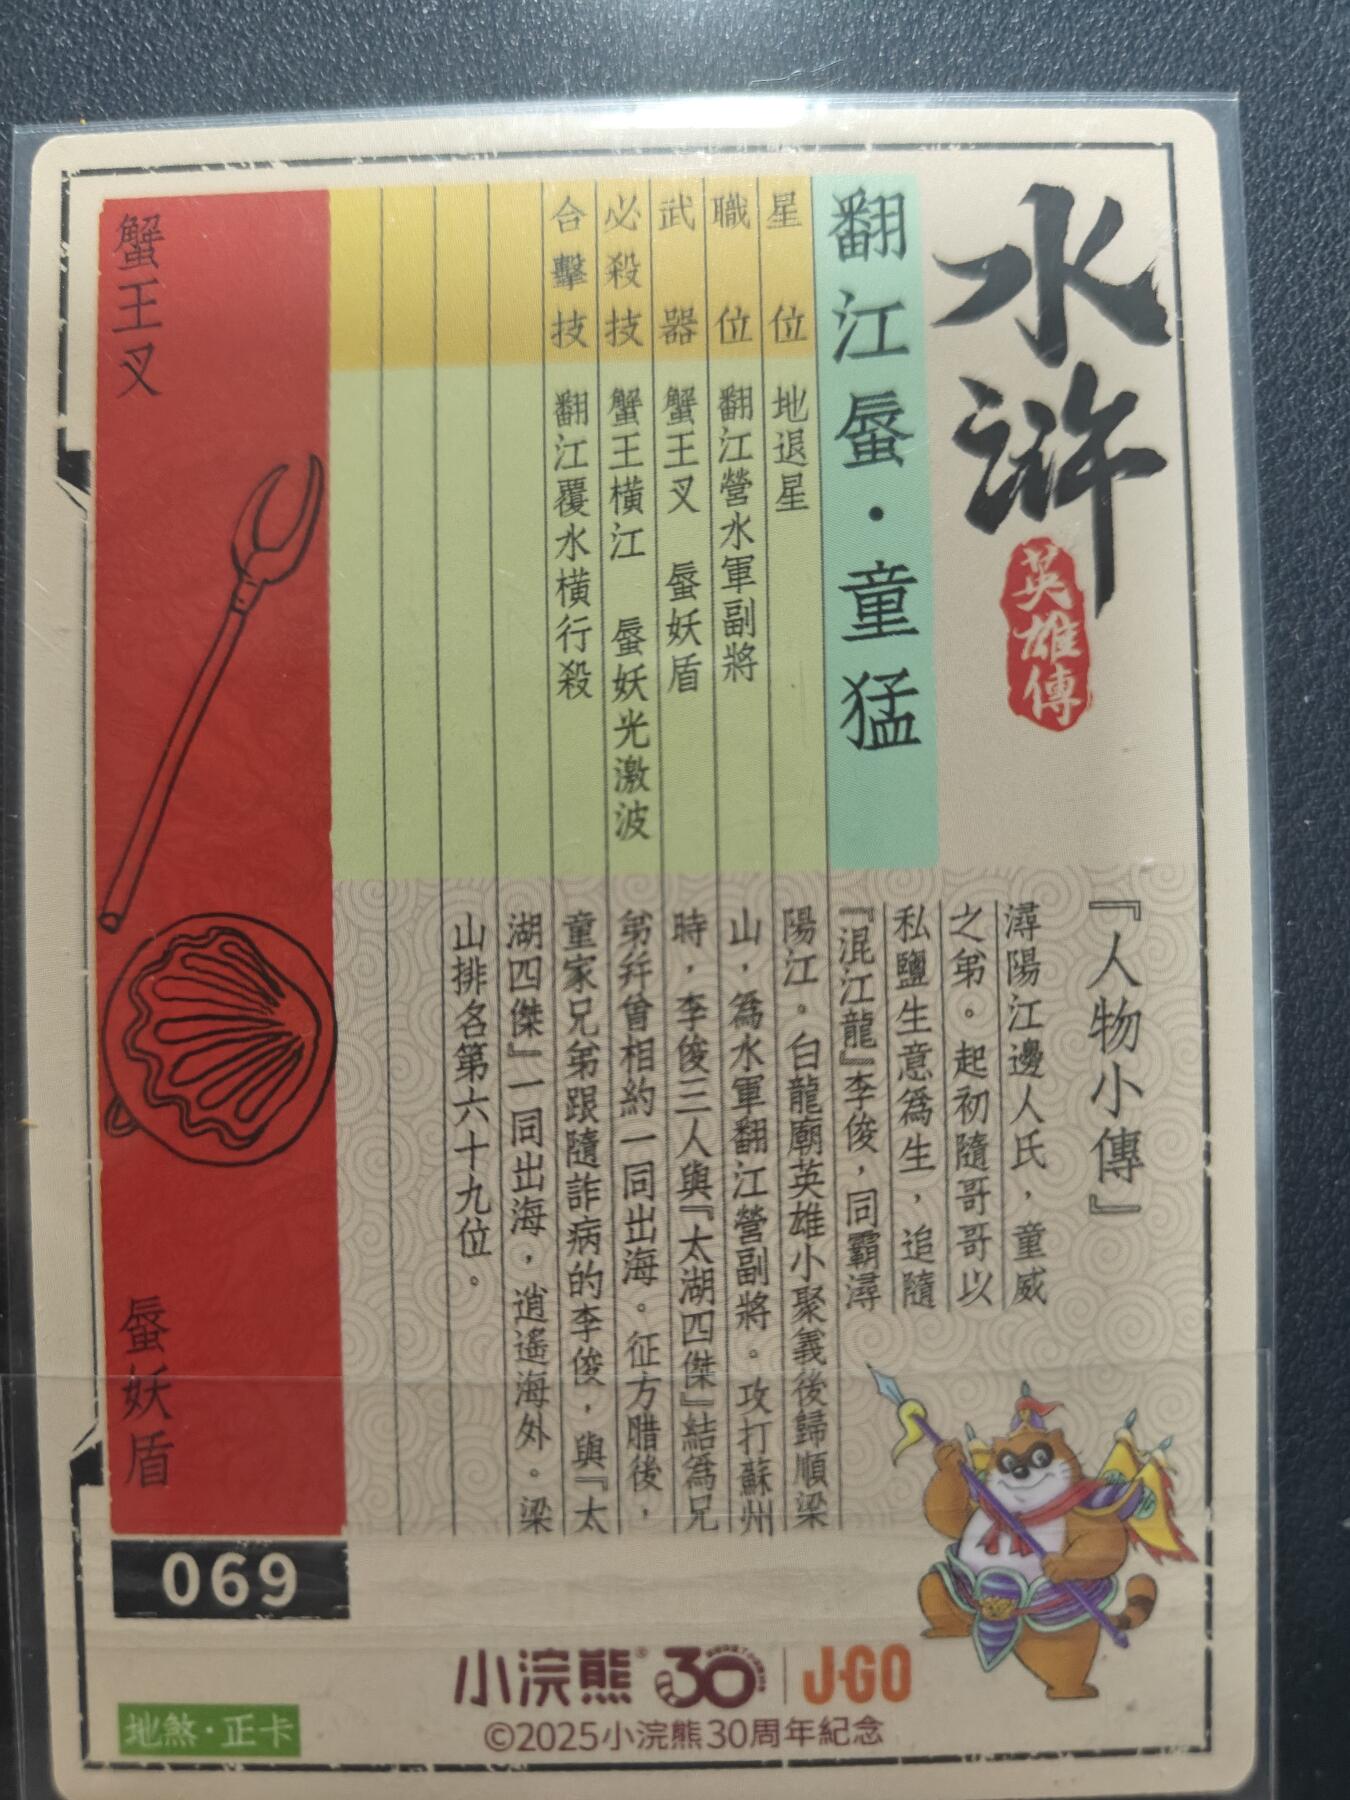 水滸
英雄傳
翻江蜃·童猛
星位 地退星
職位 翻江營水軍副將
武器 蟹王叉 蜃妖盾
必殺技 蟹王橫江 蜃妖光激波
合擊技 翻江覆水橫行殺
『人物小傳』
潯陽江邊人氏，童威
之弟。起初隨哥哥以
私鹽生意為生，追隨
『混江龍』李俊，同霸潯
陽江。白龍廟英雄小聚義後歸順梁
山，為水軍翻江營副將。攻打蘇州
時，李俊三人與『太湖四傑』結為兄
弟并曾相約一同出海。征方腊後，
童家兄弟跟隨詐病的李俊，與『太
湖四傑』一同出海，逍遙海外。梁
山排名第六十九位。
蟹王叉
蜃妖盾
069
小浣熊® 30 J·GO
©2025小浣熊30周年紀念
地煞·正卡